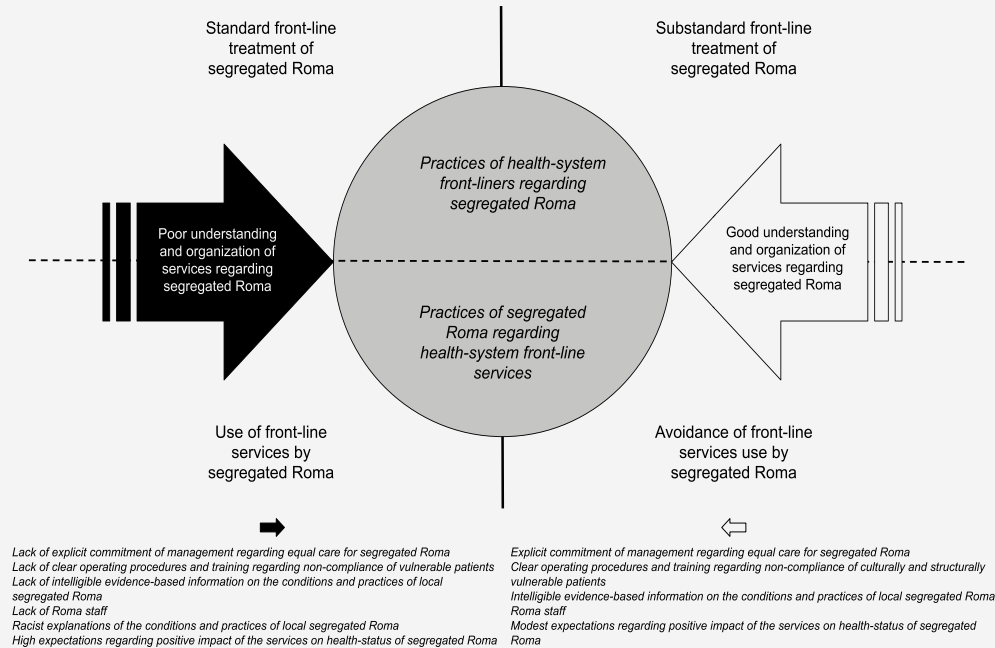 Standard front-line
treatment of
segregated Roma
Substandard front-line
treatment of
segregated Roma
Practices of health-system
front-liners regarding
segregated Roma
Poor understanding
and organization of
services regarding
segregated Roma
Good understanding
and organization of
services regarding
segregated Roma
Practices of segregated
Roma regarding
health-system front-line
services
Use of front-line
services by
segregated Roma
Avoidance of front-line
services use by
segregated Roma
Lack of explicit commitment of management regarding equal care for segregated Roma
Lack of clear operating procedures and training regarding non-compliance of vulnerable patients
Lack of intelligible evidence-based information on the conditions and practices of local
segregated Roma
Lack of Roma staff
Racist explanations of the conditions and practices of local segregated Roma
High expectations regarding positive impact of the services on health-status of segregated Roma
Explicit commitment of management regarding equal care for segregated Roma
Clear operating procedures and training regarding non-compliance of culturally and structurally
vulnerable patients
Intelligible evidence-based information on the conditions and practices of local segregated Roma
Roma staff
Modest expectations regarding positive impact of the services on health-status of segregated
Roma